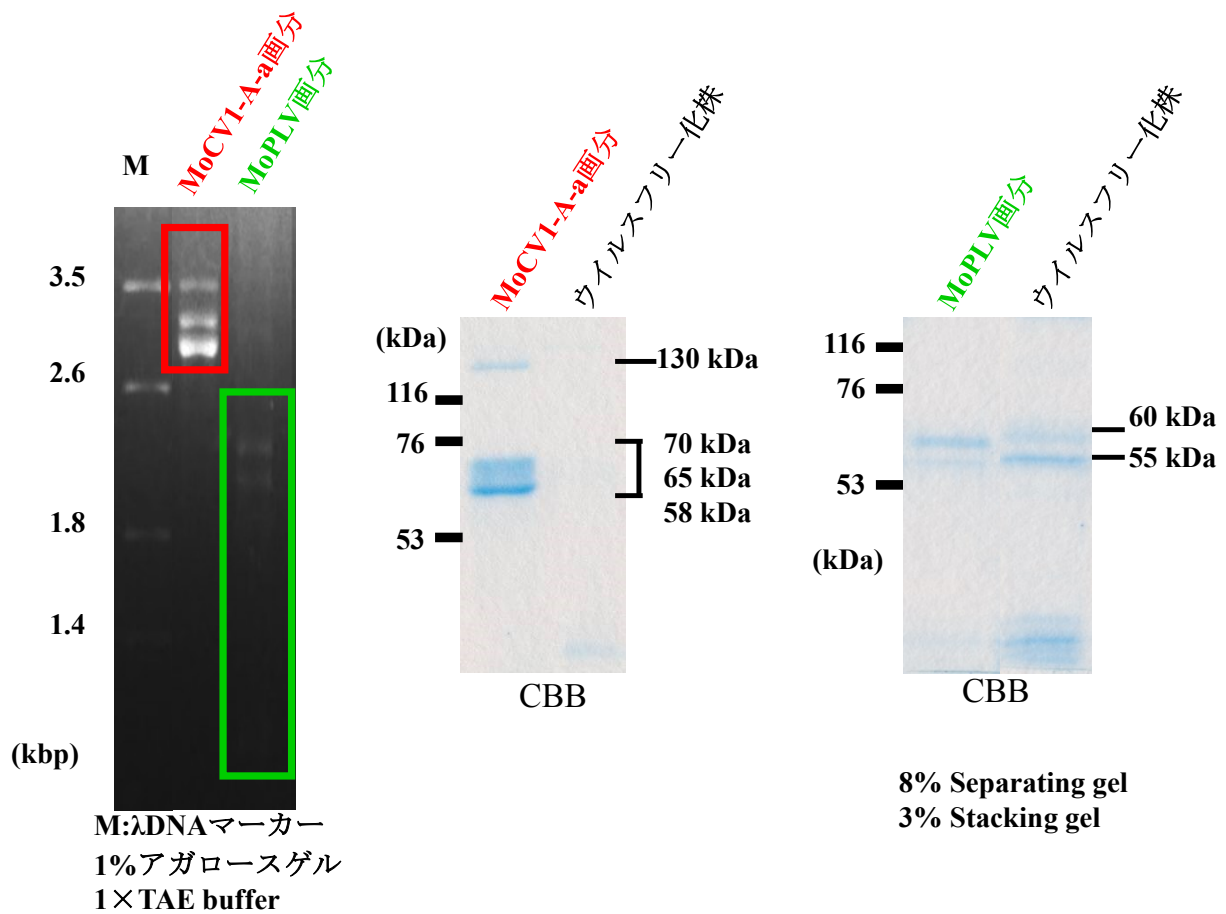 M
MoCV1-A-a画分
MoPLV画分
3.5
2.6
1.8
1.4
(kbp)
M:λDNAマーカー
1%アガロースゲル
1×TAE buffer
MoCV1-A-a画分
ウイルスフリー化株
(kDa)
116
76
53
130 kDa
70 kDa
65 kDa
58 kDa
CBB
MoPLV画分
ウイルスフリー化株
116
76
53
(kDa)
60 kDa
55 kDa
CBB
8% Separating gel
3% Stacking gel